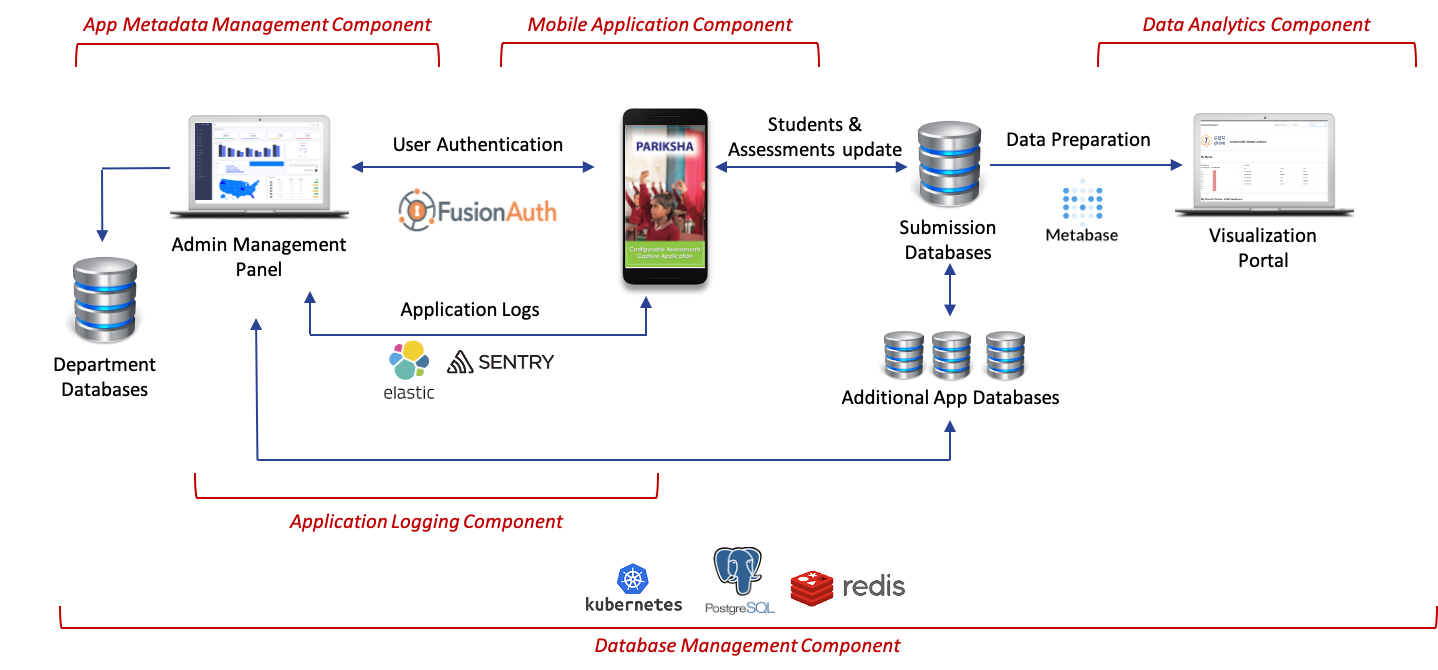 App Metadata Management Component
Mobile Application Component
Data Analytics Component
User Authentication
FusionAuth
PARIKSHA
Configurable Assessments
Capture Application
Students &
Assessments update
Data Preparation
Metabase
Admin Management
Panel
Submission
Databases
Visualization
Portal
Application Logs
elastic
SENTRY
Department
Databases
Additional App Databases
Application Logging Component
kubernetes
PostgreSQL
redis
Database Management Component